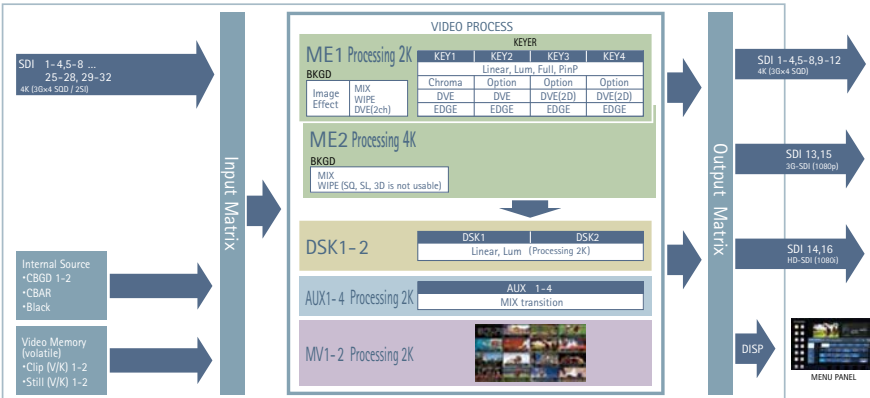 VIDEO PROCESS
SDI 1-4,5-8 ...
25-28, 29-32
4K (3G×4 SQD / 2SI)
Internal Source
•CBGD 1-2
•CBAR
•Black
Video Memory
(volatile)
•Clip (V/K) 1-2
•Still (V/K) 1-2
Input Matrix
ME1 Processing 2K
BKGD
Image
Effect
MIX
WIPE
DVE(2ch)
KEYER
KEY1 KEY2 KEY3 KEY4
Linear, Lum, Full, PinP
Chroma Option Option Option
DVE DVE DVE(2D) DVE(2D)
EDGE EDGE EDGE EDGE
ME2 Processing 4K
BKGD
MIX
WIPE (SQ, SL, 3D is not usable)
DSK1-2
DSK1 DSK2
Linear, Lum (Processing 2K)
AUX1-4 Processing 2K
AUX 1-4
MIX transition
MV1-2 Processing 2K
Output Matrix
SDI 1-4,5-8,9-12
4K (3G×4 SQD)
SDI 13,15
3G-SDI (1080p)
SDI 14,16
HD-SDI (1080i)
DISP
MENU PANEL